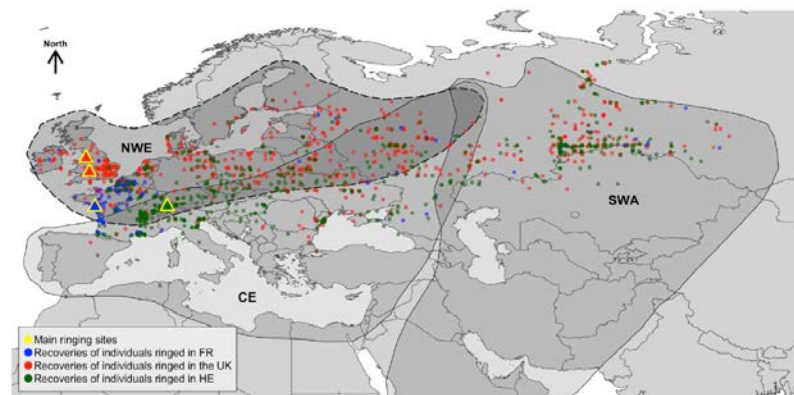 North
NWE
SWA
CE
Main ringing sites
Recoveries of individuals ringed in FR
Recoveries of individuals ringed in the UK
Recoveries of individuals ringed in HE